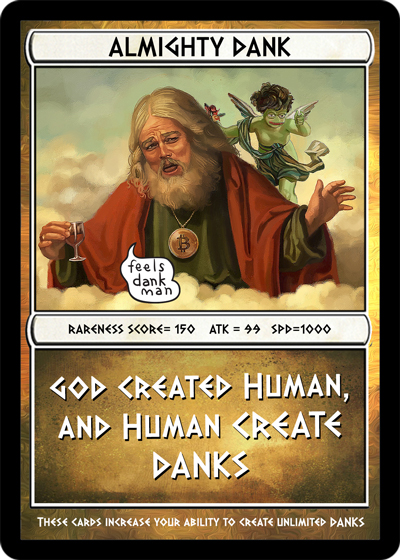 ALMIGHTY DANK
feels
dank
man
RARENESS SCORE= 150 ATK = 99 SPD=1000
GOD CREATED HUMAN,
AND HUMAN CREATE
DANKS
THESE CARDS INCREASE YOUR ABILITY TO CREATE UNLIMITED DANKS